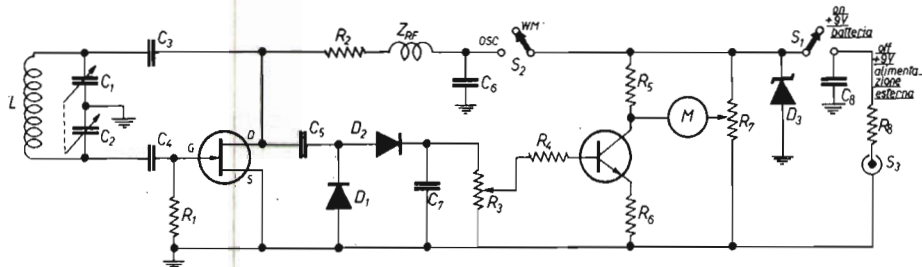 C3
R2
ZRF
OSC
WM
S2
C6
L
C1
C2
C4
G
D
S
R1
C5
D2
D1
C7
R3
R4
R5
R6
M
R7
D3
S1
on
+9V
batteria
C8
off
+9V
alimenta_
zione
esterna
R8
S3